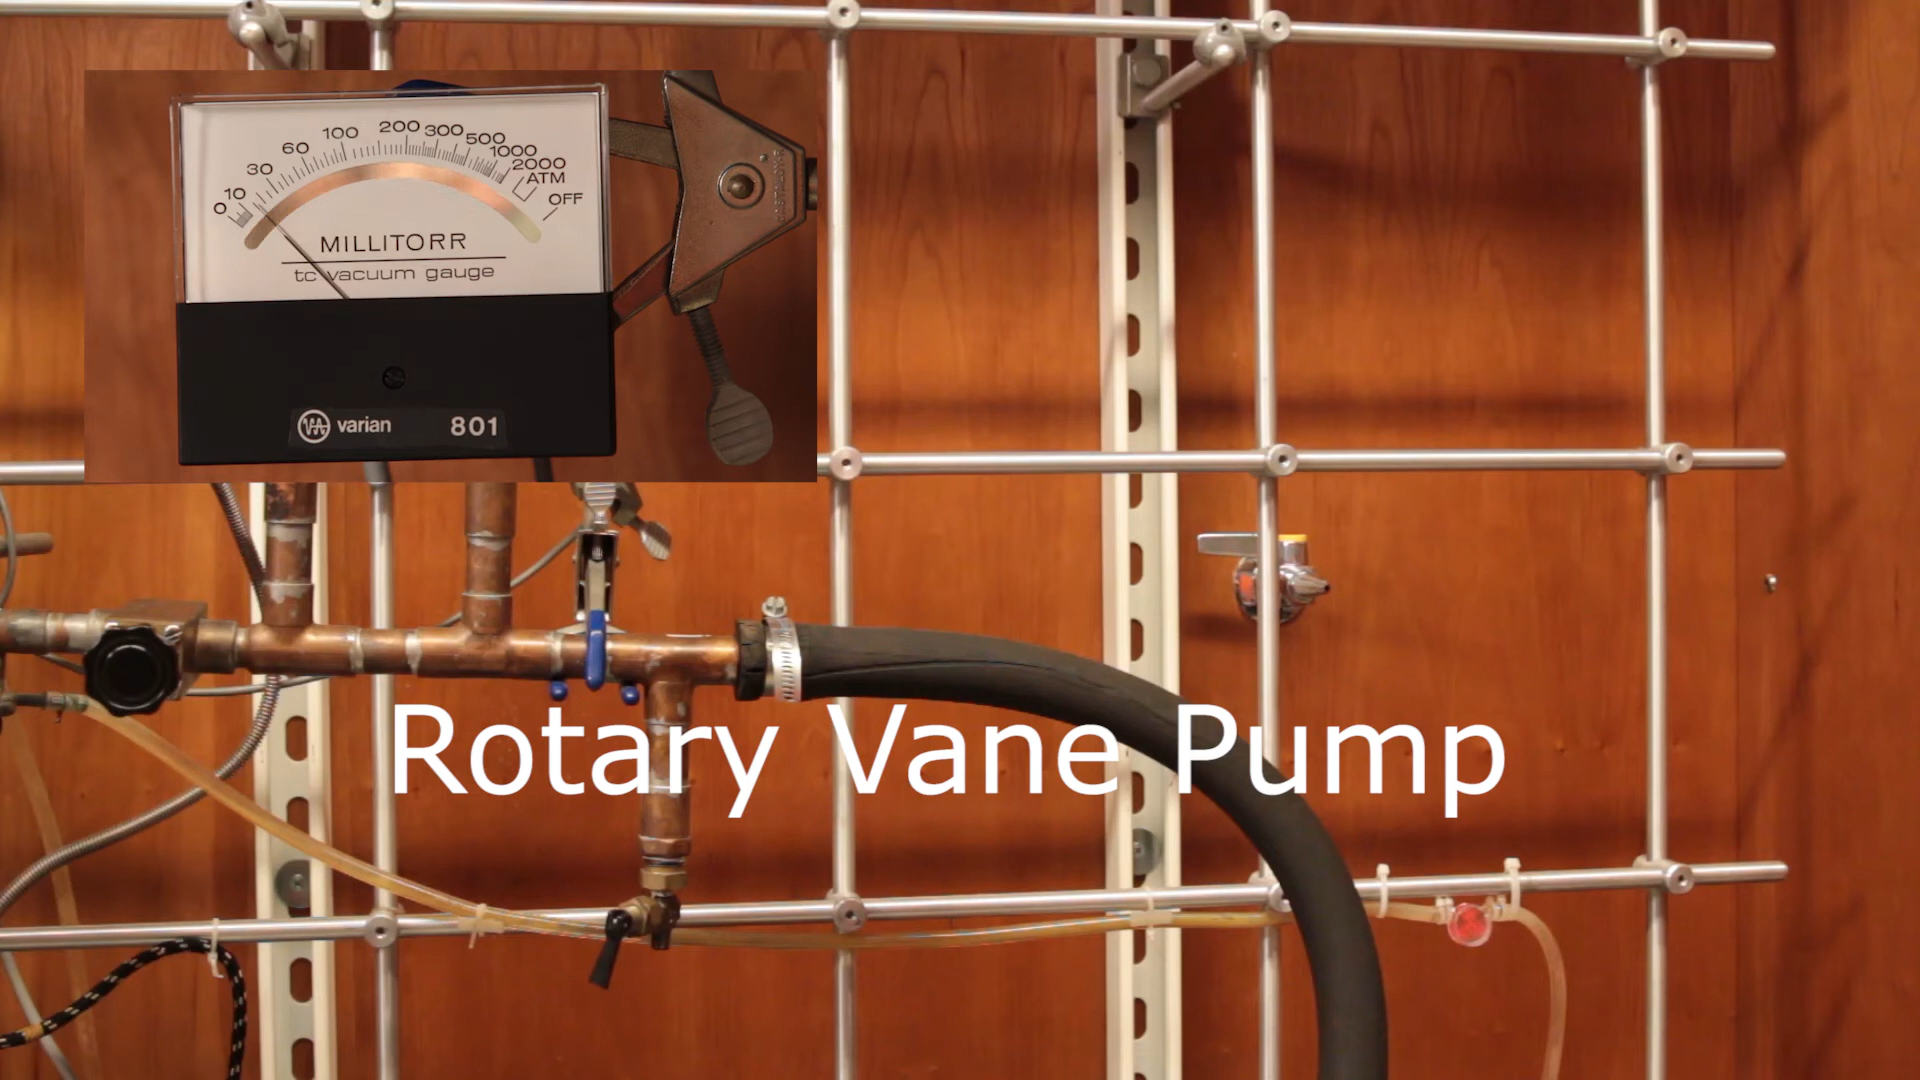 0 10 30 60 100 200 300 500 1000 2000 ATM OFF
MILLITORR
tc vacuum gauge
varian 801
Rotary Vane Pump